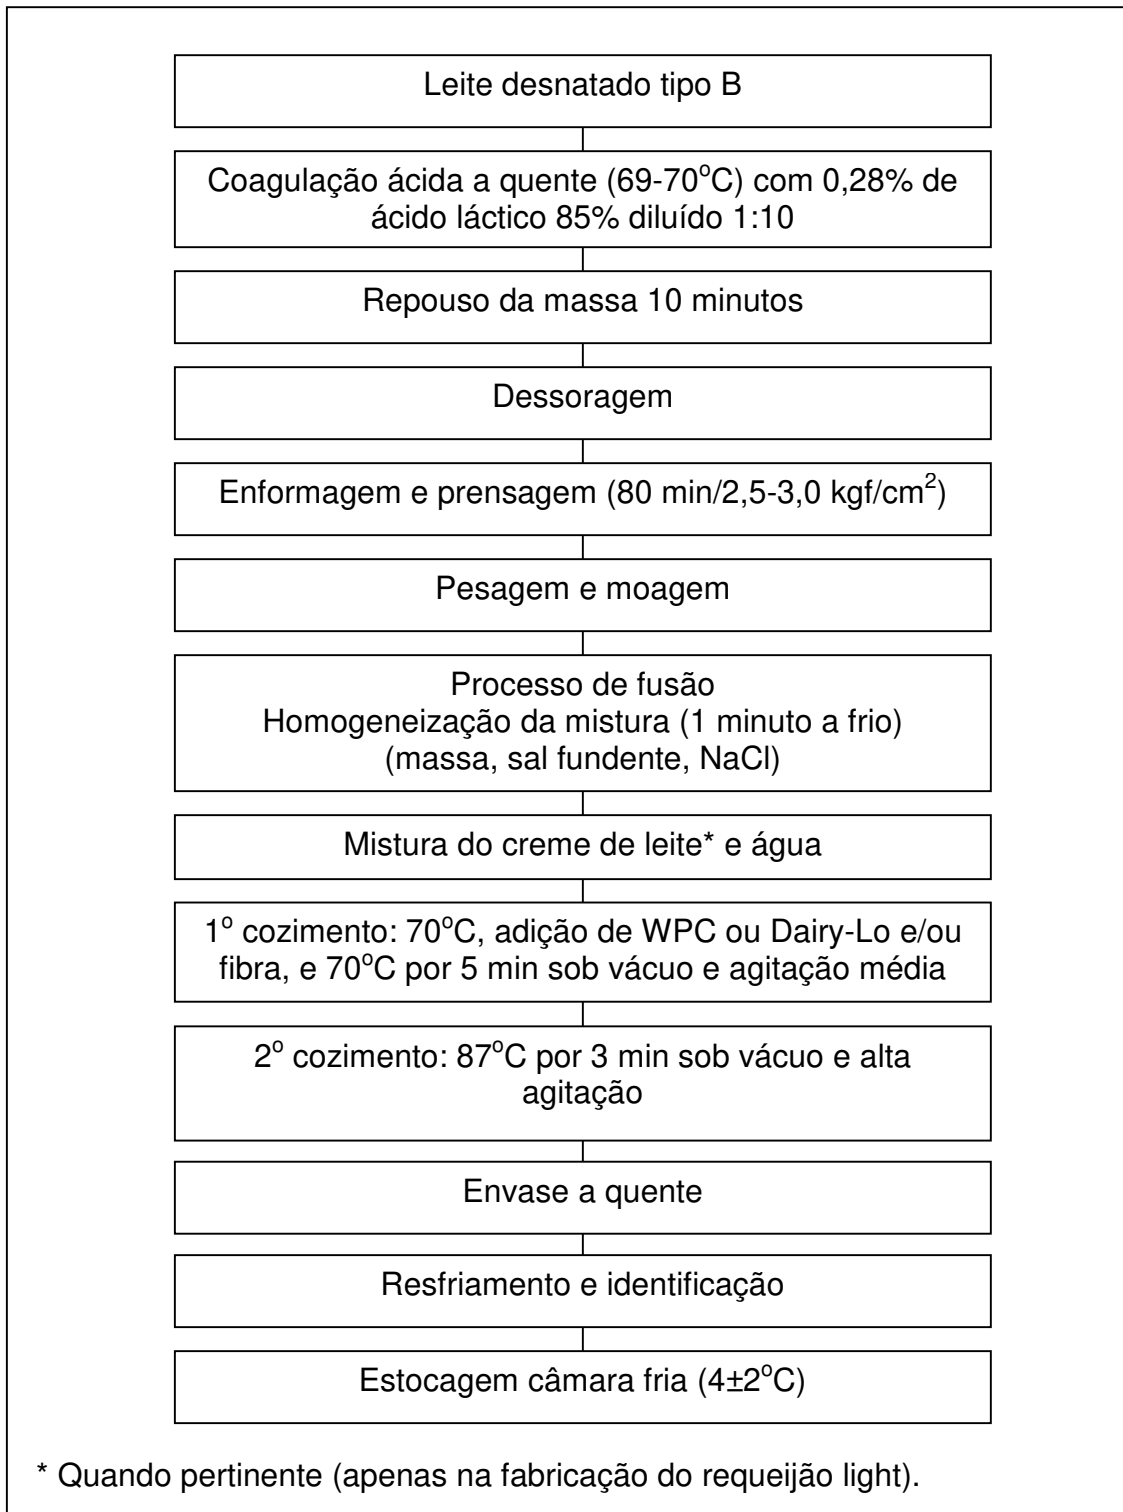 Leite desnatado tipo B
Coagulação ácida a quente (69-70°C) com 0,28% de
ácido láctico 85% diluído 1:10
Repouso da massa 10 minutos
Dessoragem
Enformagem e prensagem (80 min/2,5-3,0 kgf/cm²)
Pesagem e moagem
Processo de fusão
Homogeneização da mistura (1 minuto a frio)
(massa, sal fundente, NaCl)
Mistura do creme de leite* e água
1º cozimento: 70°C, adição de WPC ou Dairy-Lo e/ou
fibra, e 70°C por 5 min sob vácuo e agitação média
2º cozimento: 87°C por 3 min sob vácuo e alta
agitação
Envase a quente
Resfriamento e identificação
Estocagem câmara fria (4±2°C)
* Quando pertinente (apenas na fabricação do requeijão light).